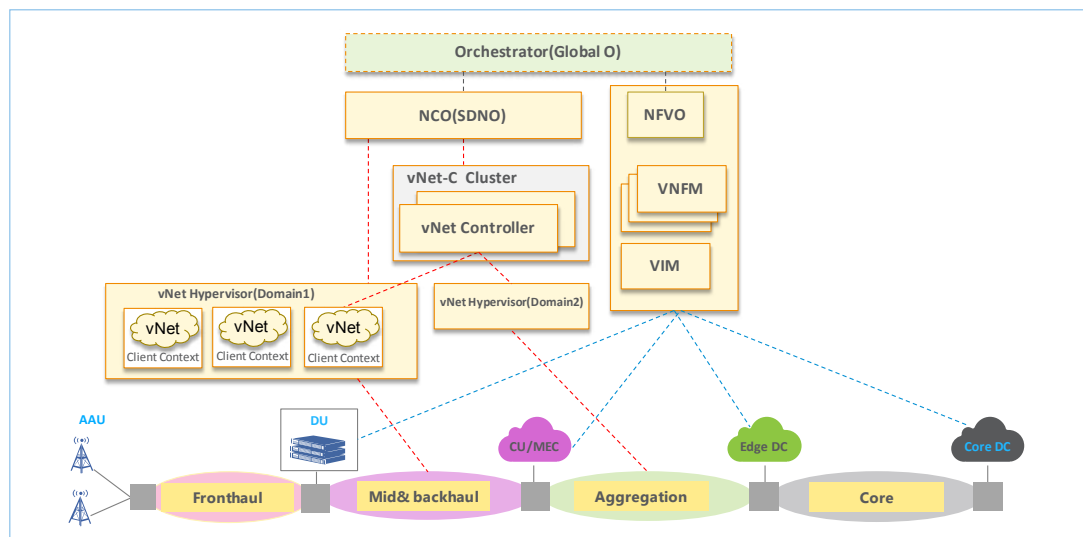 Orchestrator(Global O)
NCO(SDNO)
NFVO
vNet-C Cluster
VNFM
vNet Controller
VIM
vNet Hypervisor(Domain1)
vNet Hypervisor(Domain2)
vNet
vNet
vNet
Client Context
Client Context
Client Context
AAU
DU
CU/MEC
Edge DC
Core DC
Fronthaul
Mid& backhaul
Aggregation
Core